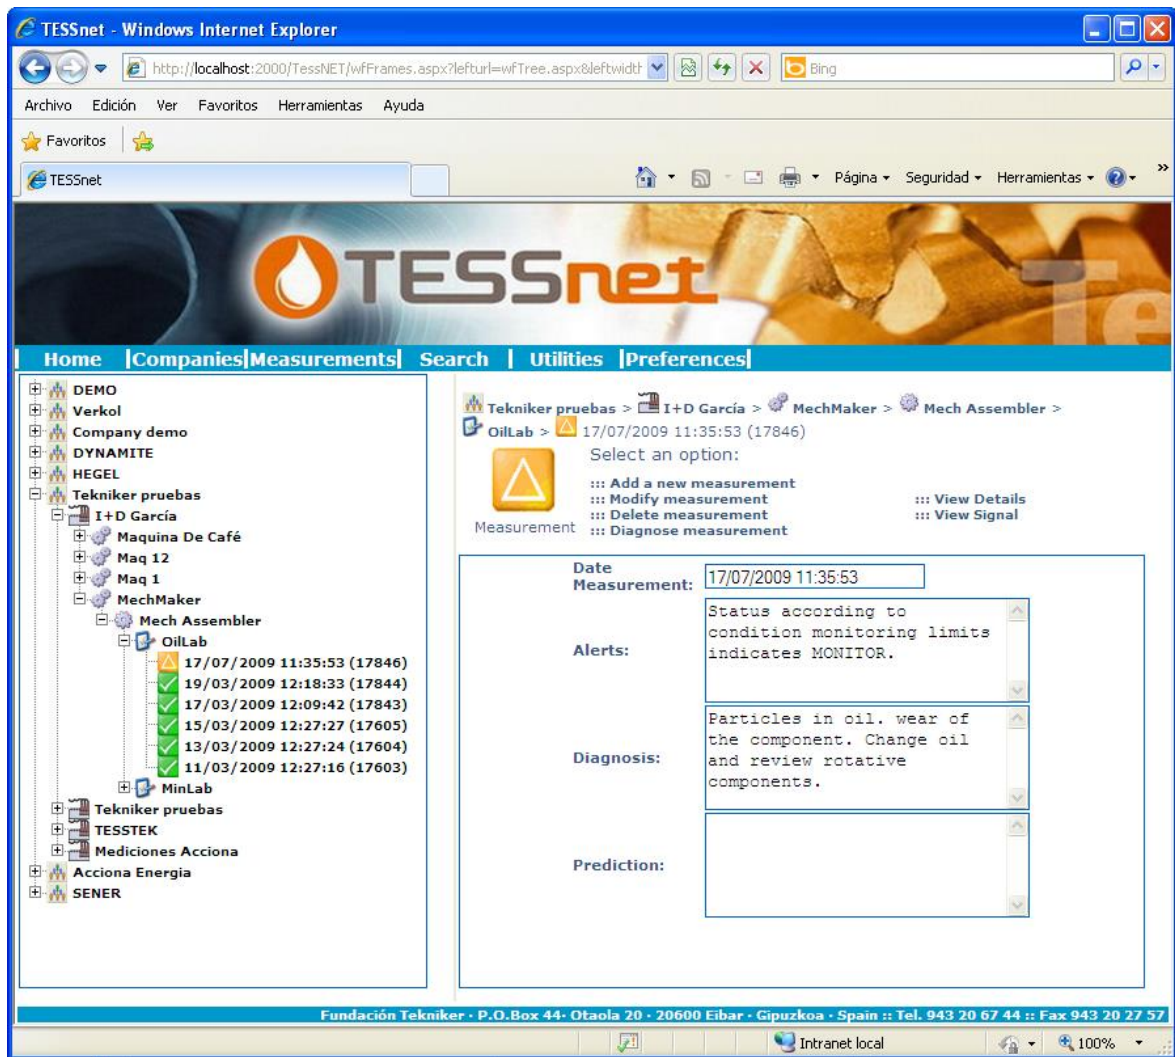 TESSnet - Windows Internet Explorer
http://localhost:2000/TessNET/wfFrames.aspx?lefturl=wfTree.aspx&leftwidth
Bing
Archivo Edición Ver Favoritos Herramientas Ayuda
Favoritos
TESSnet
Página Seguridad Herramientas »
TESSnet
Te
Home |Companies|Measurements| Search | Utilities |Preferences|
DEMO
Verkol
Company demo
DYNAMITE
HEGEL
Tekniker pruebas
I+D García
Maquina De Café
Maq 12
Maq 1
MechMaker
Mech Assembler
OilLab
17/07/2009 11:35:53 (17846)
19/03/2009 12:18:33 (17844)
17/03/2009 12:09:42 (17843)
15/03/2009 12:27:27 (17605)
13/03/2009 12:27:24 (17604)
11/03/2009 12:27:16 (17603)
MinLab
Tekniker pruebas
TESSTEK
Mediciones Acciona
Acciona Energia
SENER
Tekniker pruebas > I+D García > MechMaker > Mech Assembler >
OilLab > 17/07/2009 11:35:53 (17846)
Select an option:
::: Add a new measurement
::: Modify measurement ::: View Details
::: Delete measurement ::: View Signal
::: Diagnose measurement
Measurement
Date
Measurement: 17/07/2009 11:35:53
Alerts:
Status according to
condition monitoring limits
indicates MONITOR.
Diagnosis:
Particles in oil. wear of
the component. Change oil
and review rotative
components.
Prediction:
Fundación Tekniker · P.O.Box 44· Otaola 20 · 20600 Eibar · Gipuzkoa · Spain :: Tel. 943 20 67 44 :: Fax 943 20 27 57
Intranet local 100%